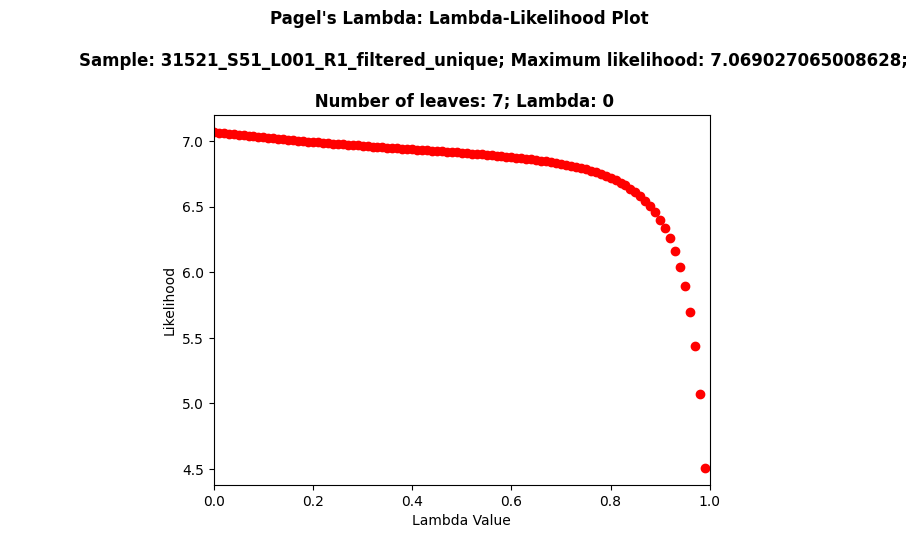 Pagel's Lambda: Lambda-Likelihood Plot
Sample: 31521_S51_L001_R1_filtered_unique; Maximum likelihood: 7.069027065008628;
Number of leaves: 7; Lambda: 0
7.0
6.5
6.0
5.5
5.0
4.5
Likelihood
0.0 0.2 0.4 0.6 0.8 1.0
Lambda Value